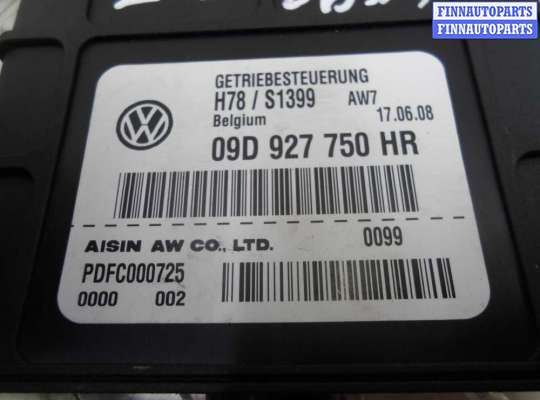 FINNAUTOPARTS
FINNAUTOPARTS
GETRIEBESTEUERUNG
H78 / S1399 AW7
Belgium 17.06.08
09D 927 750 HR
AISIN AW CO., LTD. 0099
PDFC000725
0000 002